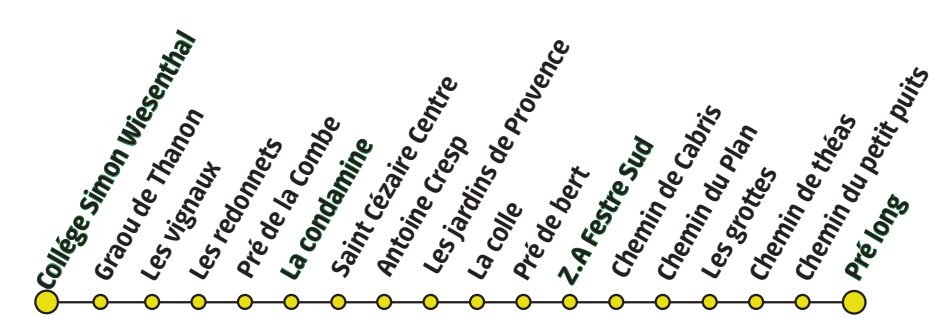 Collége Simon Wiesenthal
Graou de Thanon
Les vignaux
Les redonnets
Pré de la Combe
La condamine
Saint Cézaire Centre
Antoine Cresp
Les jardins de Provence
La colle
Pré de bert
Z.A Festre Sud
Chemin de Cabris
Chemin du Plan
Les grottes
Chemin de théas
Chemin du petit puits
Pré long